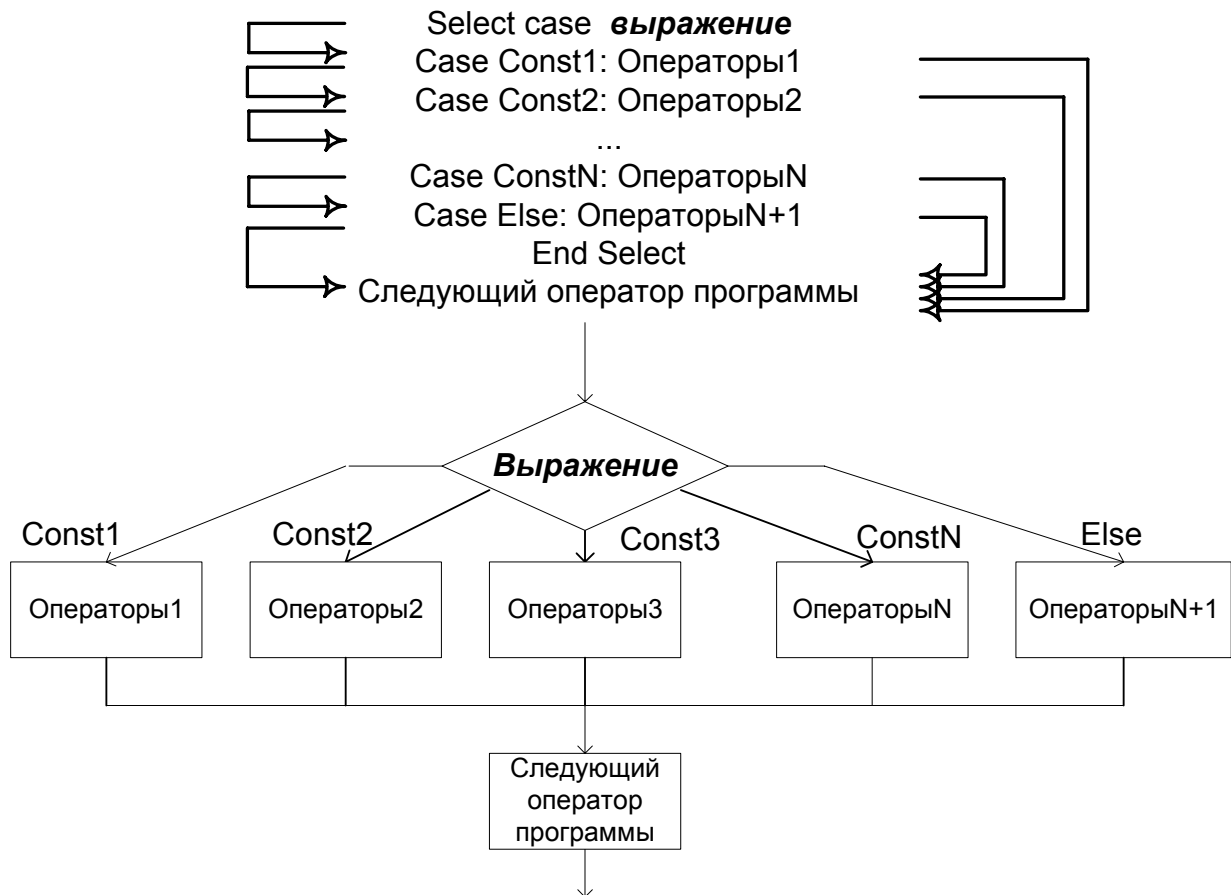 Select case выражение
Case Const1: Операторы1
Case Const2: Операторы2
...
Case ConstN: ОператорыN
Case Else: ОператорыN+1
End Select
Следующий оператор программы
Выражение
Const1
Const2
Const3
ConstN
Else
Операторы1
Операторы2
Операторы3
ОператорыN
ОператорыN+1
Следующий
оператор
программы